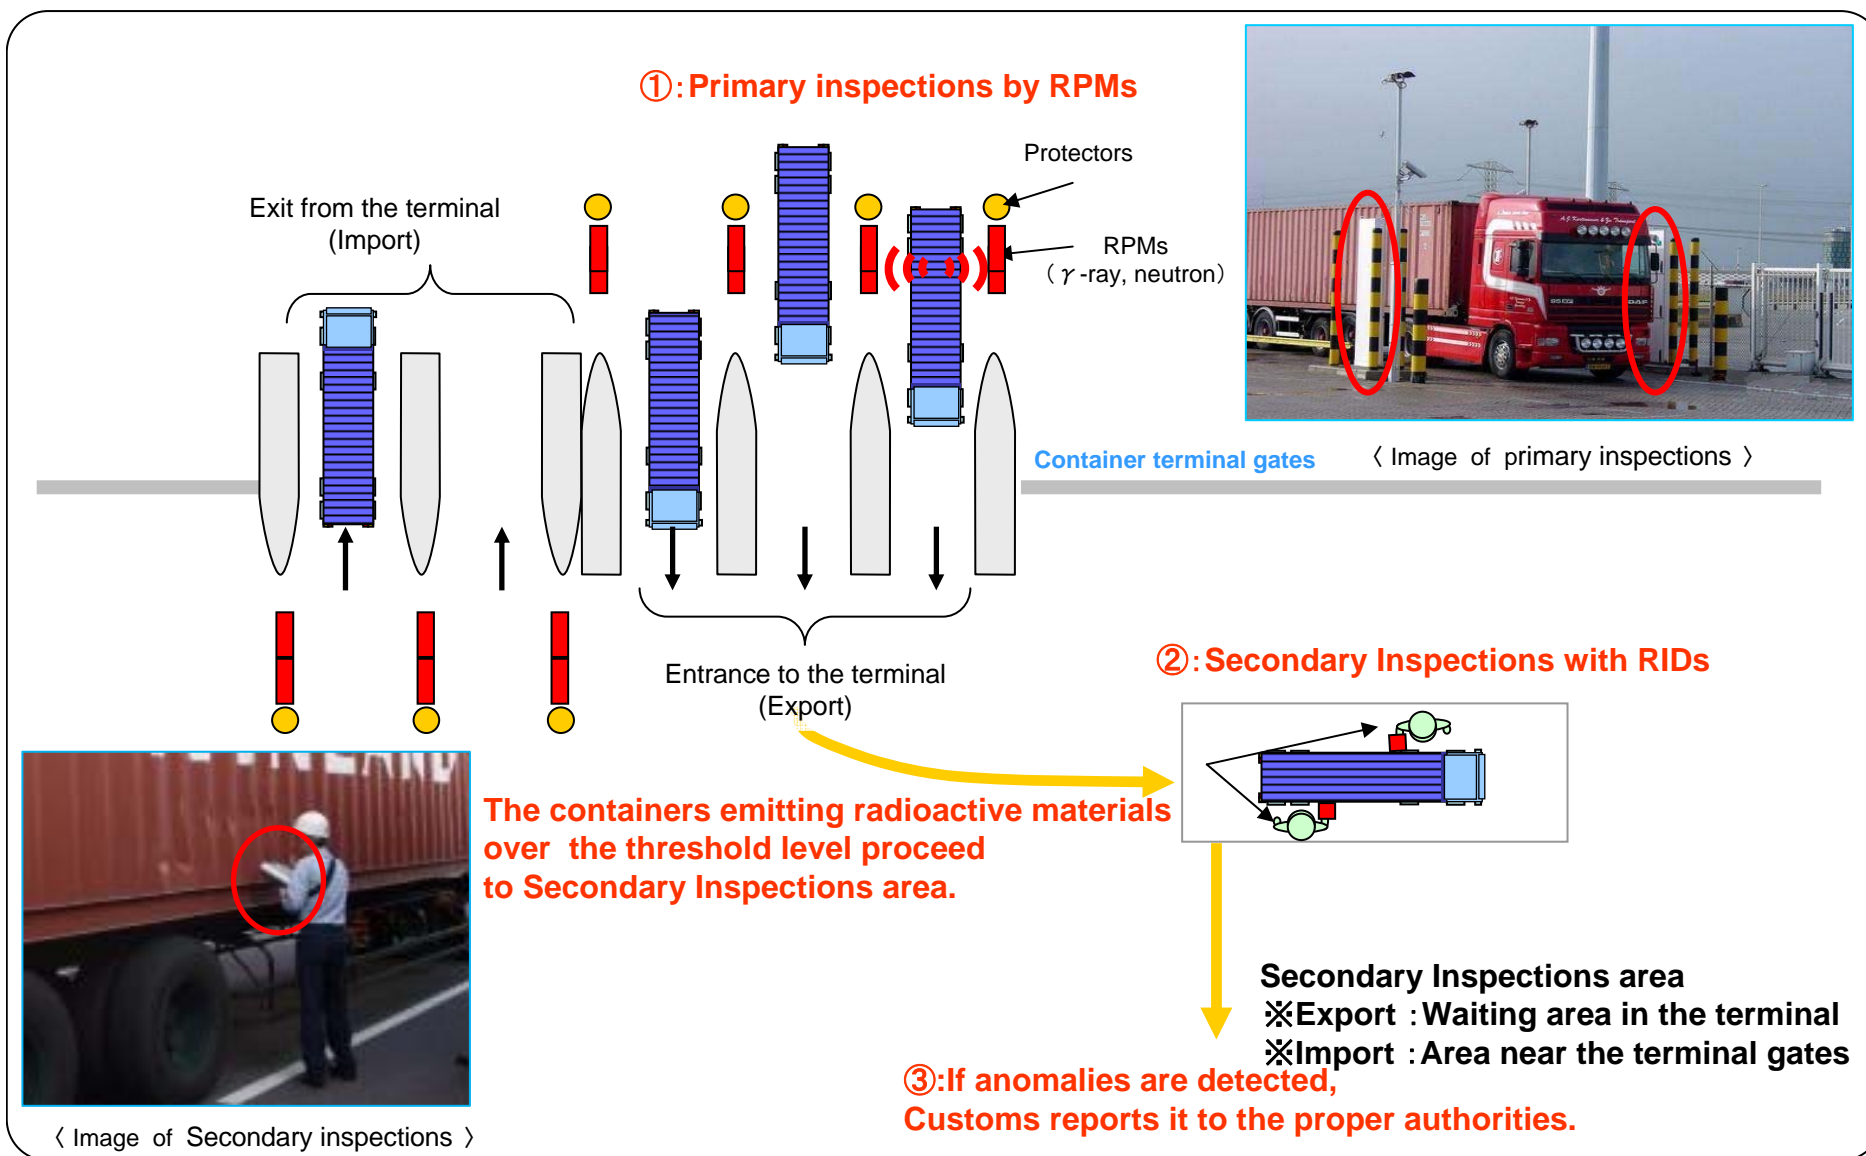 ①:Primary inspections by RPMs
Protectors
Exit from the terminal
(Import)
RPMs
(γ-ray, neutron)
Container terminal gates
〈 Image of primary inspections 〉
Entrance to the terminal
(Export)
②:Secondary Inspections with RIDs
The containers emitting radioactive materials
over the threshold level proceed
to Secondary Inspections area.
Secondary Inspections area
※Export :Waiting area in the terminal
※Import :Area near the terminal gates
③:If anomalies are detected,
Customs reports it to the proper authorities.
〈 Image of Secondary inspections 〉